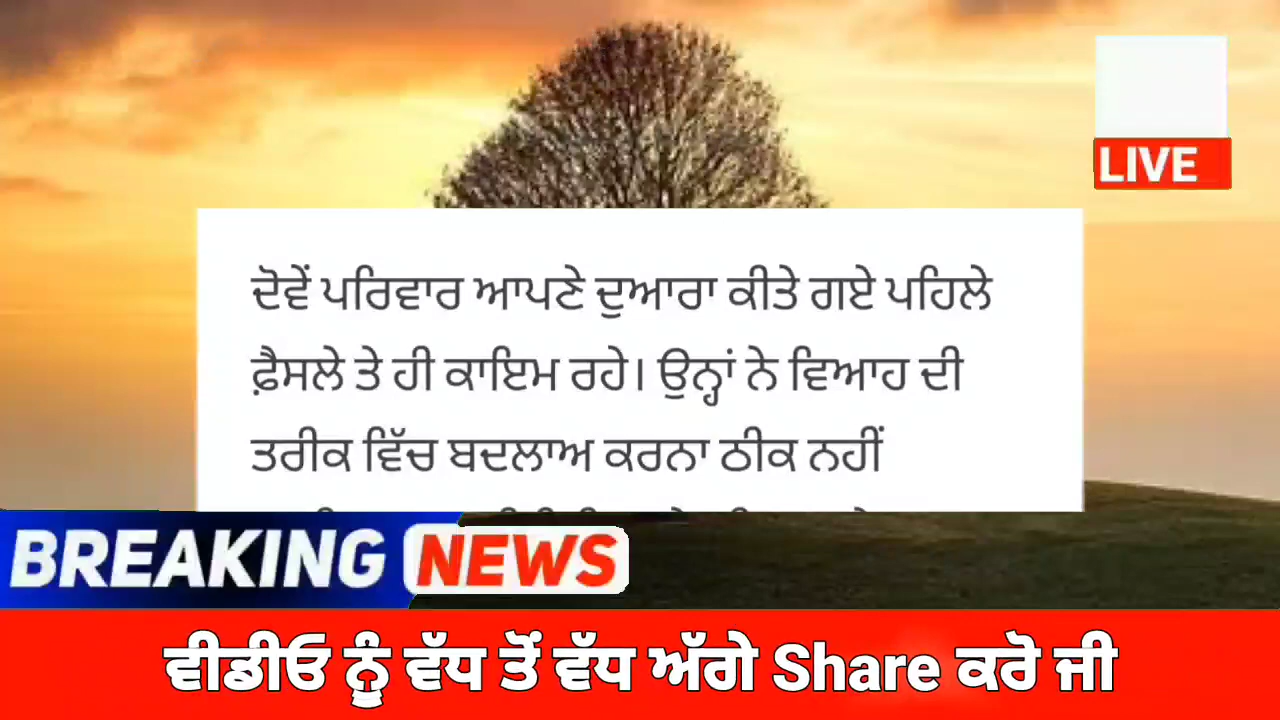 LIVE
ਦੋਵੇਂ ਪਰਿਵਾਰ ਆਪਣੇ ਦੁਆਰਾ ਕੀਤੇ ਗਏ ਪਹਿਲੇ
ਫ਼ੈਸਲੇ ਤੇ ਹੀ ਕਾਇਮ ਰਹੇ। ਉਨ੍ਹਾਂ ਨੇ ਵਿਆਹ ਦੀ
ਤਰੀਕ ਵਿੱਚ ਬਦਲਾਅ ਕਰਨਾ ਠੀਕ ਨਹੀਂ
BREAKING NEWS
ਵੀਡੀਓ ਨੂੰ ਵੱਧ ਤੋਂ ਵੱਧ ਅੱਗੇ Share ਕਰੋ ਜੀ